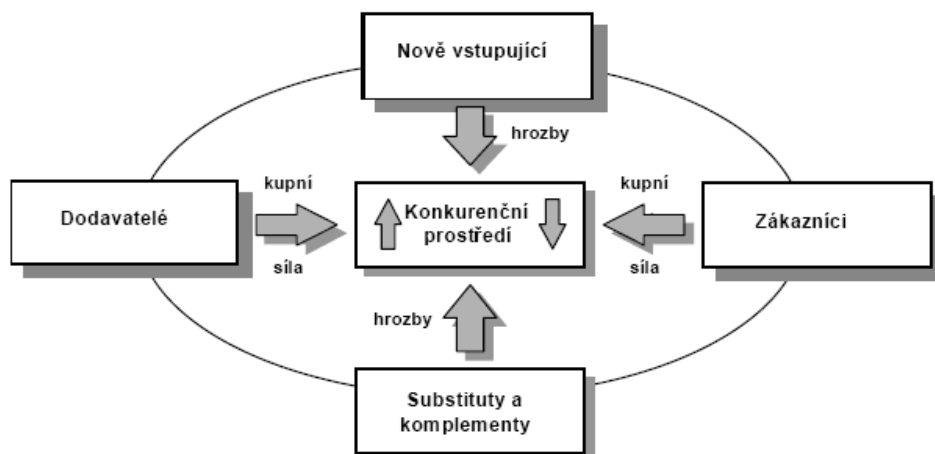 Nově vstupující
hrozby
Dodavatelé
kupní
síla
Konkurenční
prostředí
kupní
síla
Zákazníci
hrozby
Substituty a
komplementy